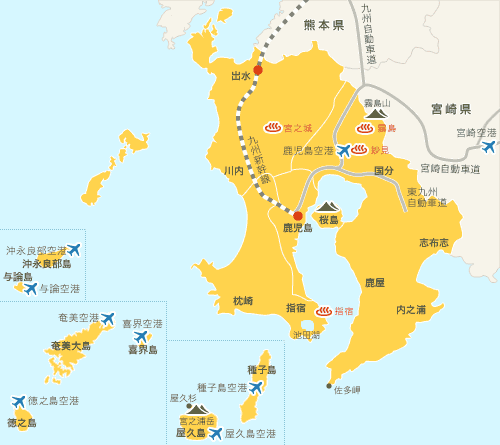 熊本県
九州自動車道
出水
霧島山
宮崎県
宮之城
霧島
宮崎空港
九州新幹線
鹿児島空港
妙見
川内
国分
宮崎自動車道
東九州
自動車道
桜島
鹿児島
志布志
沖永良部空港
沖永良部島
与論島
与論空港
鹿屋
枕崎
指宿
指宿
内之浦
池田湖
奄美空港
喜界空港
奄美大島
喜界島
種子島
種子島空港
佐多岬
徳之島空港
徳之島
屋久杉
宮之浦岳
屋久島
屋久島空港